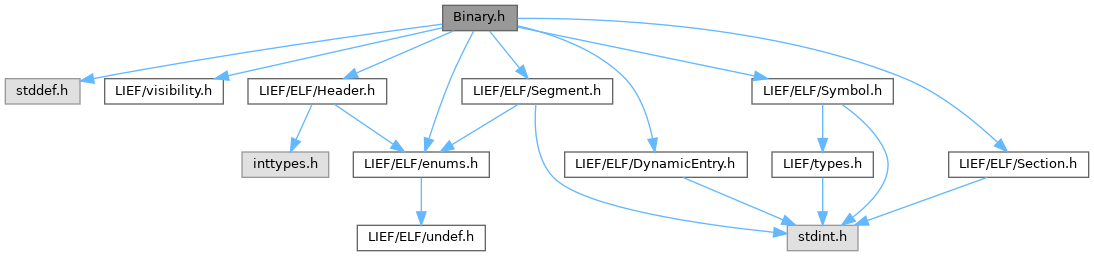 Binary.h
stddef.h
LIEF/visibility.h
LIEF/ELF/Header.h
LIEF/ELF/Segment.h
LIEF/ELF/Symbol.h
inttypes.h
LIEF/ELF/enums.h
LIEF/ELF/DynamicEntry.h
LIEF/types.h
LIEF/ELF/Section.h
LIEF/ELF/undef.h
stdint.h